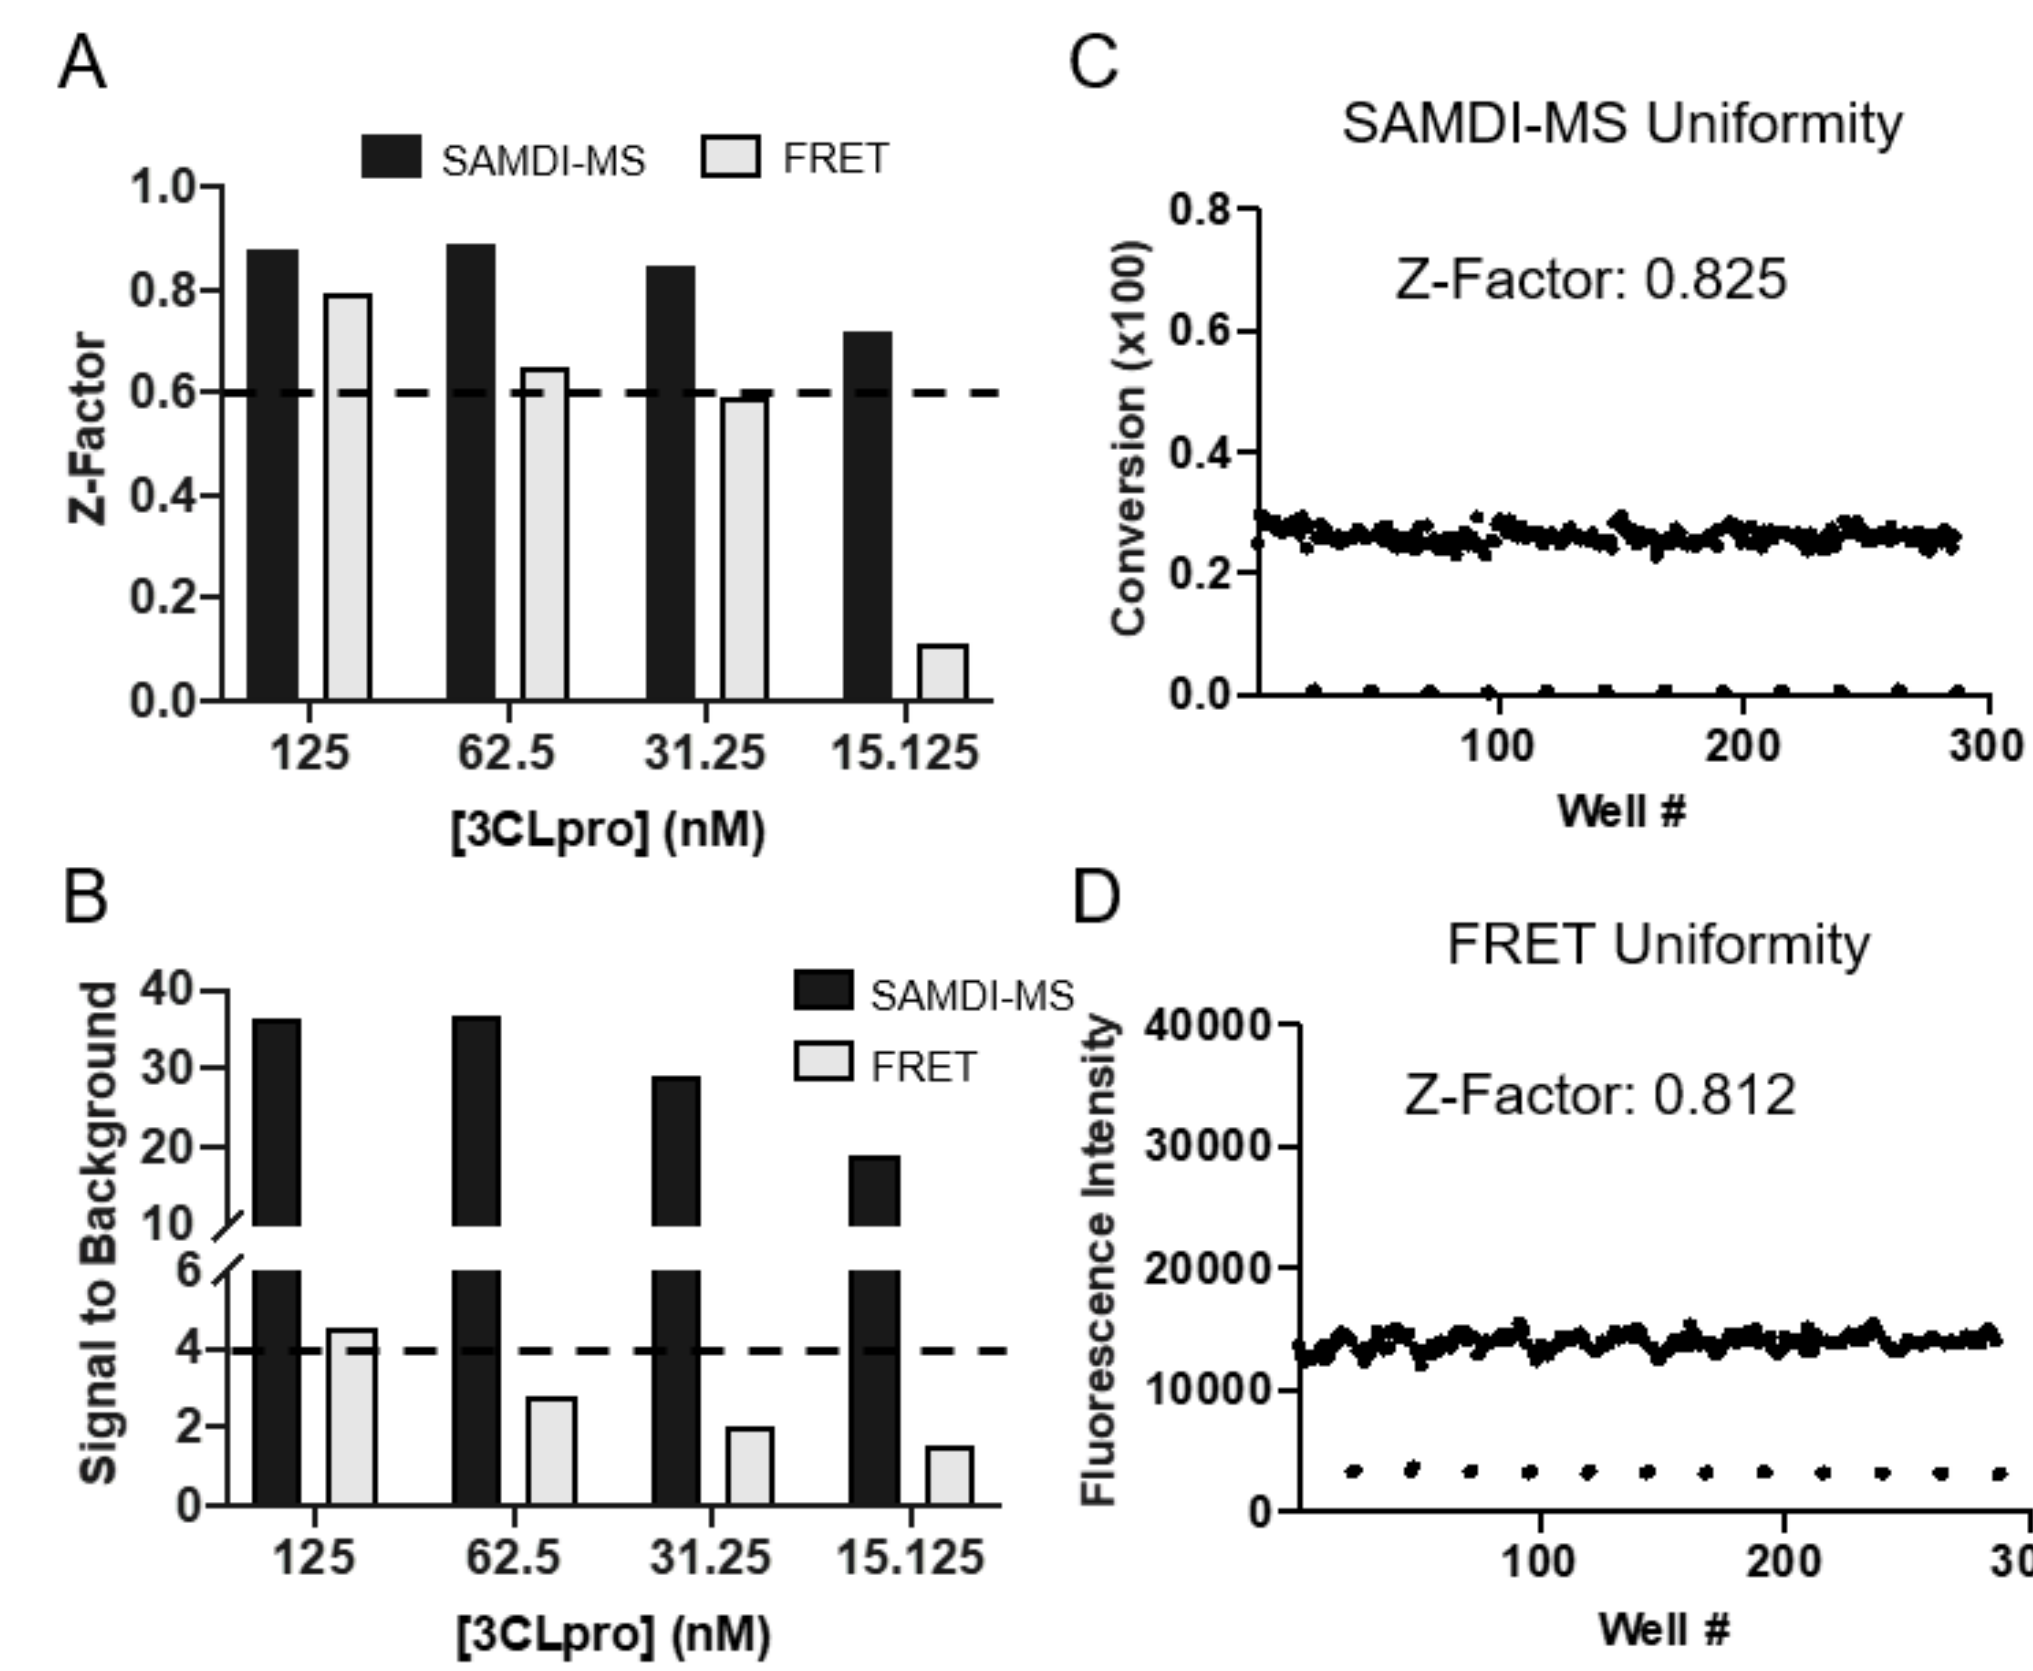 A
SAMDI-MS FRET
1.0
0.8
0.6
0.4
0.2
0.0
Z-Factor
125 62.5 31.25 15.125
[3CLpro] (nM)
B
SAMDI-MS
FRET
40
30
20
10
6
4
2
0
Signal to Background
125 62.5 31.25 15.125
[3CLpro] (nM)
C
SAMDI-MS Uniformity
Z-Factor: 0.825
0.8
0.6
0.4
0.2
0.0
Conversion (x100)
100 200 300
Well #
D
FRET Uniformity
Z-Factor: 0.812
40000
30000
20000
10000
0
Fluorescence Intensity
100 200 30
Well #